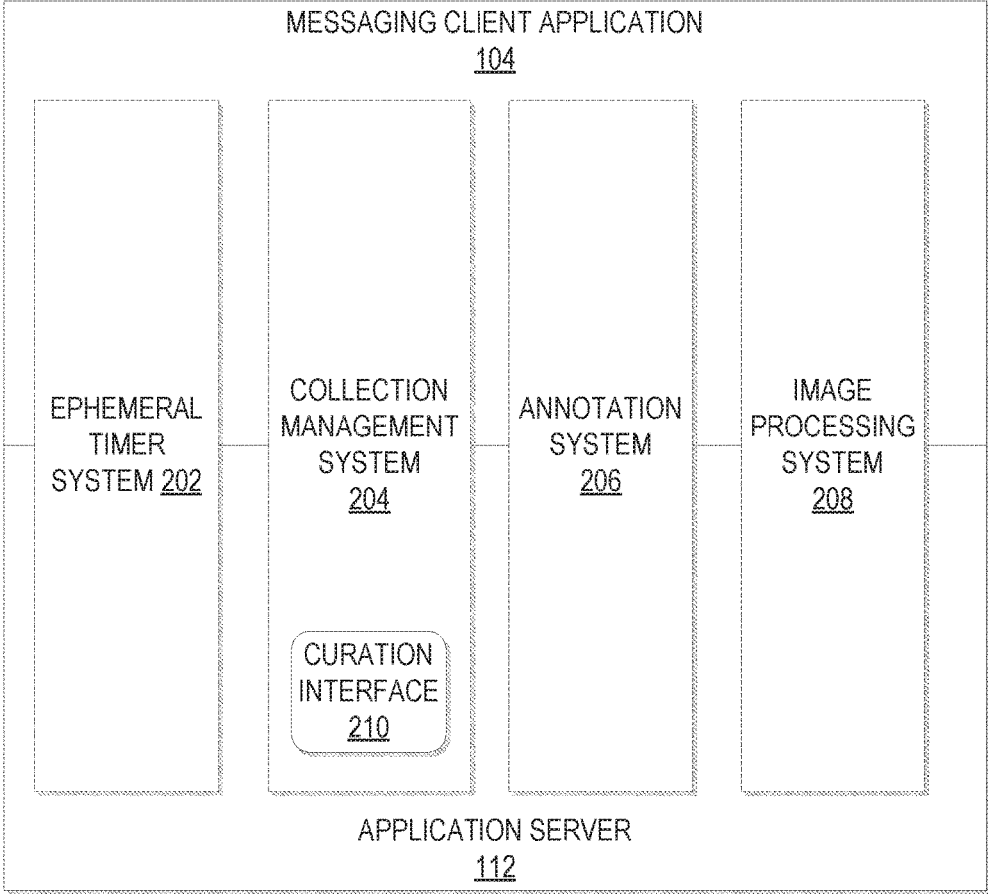 MESSAGING CLIENT APPLICATION
104
EPHEMERAL
TIMER
SYSTEM 202
COLLECTION
MANAGEMENT
SYSTEM
204
CURATION
INTERFACE
210
ANNOTATION
SYSTEM
206
IMAGE
PROCESSING
SYSTEM
208
APPLICATION SERVER
112